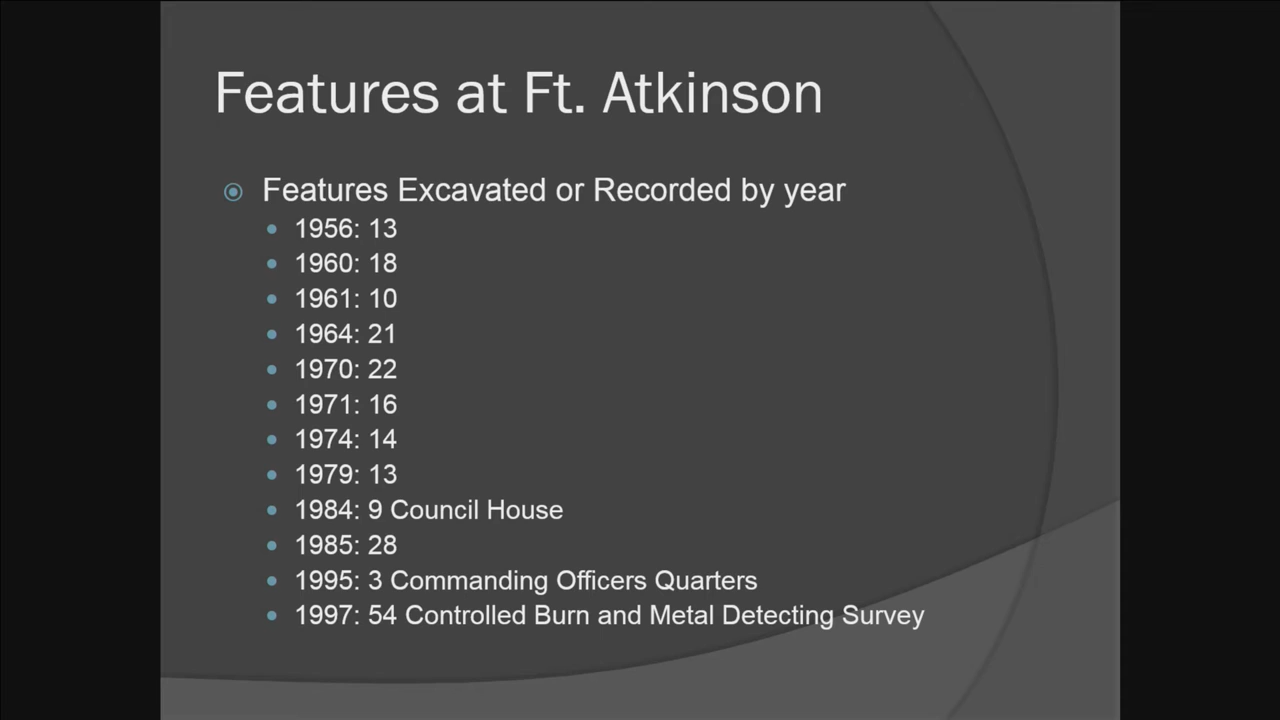 Features at Ft. Atkinson
Features Excavated or Recorded by year
1956: 13
1960: 18
1961: 10
1964: 21
1970: 22
1971: 16
1974: 14
1979: 13
1984: 9 Council House
1985: 28
1995: 3 Commanding Officers Quarters
1997: 54 Controlled Burn and Metal Detecting Survey